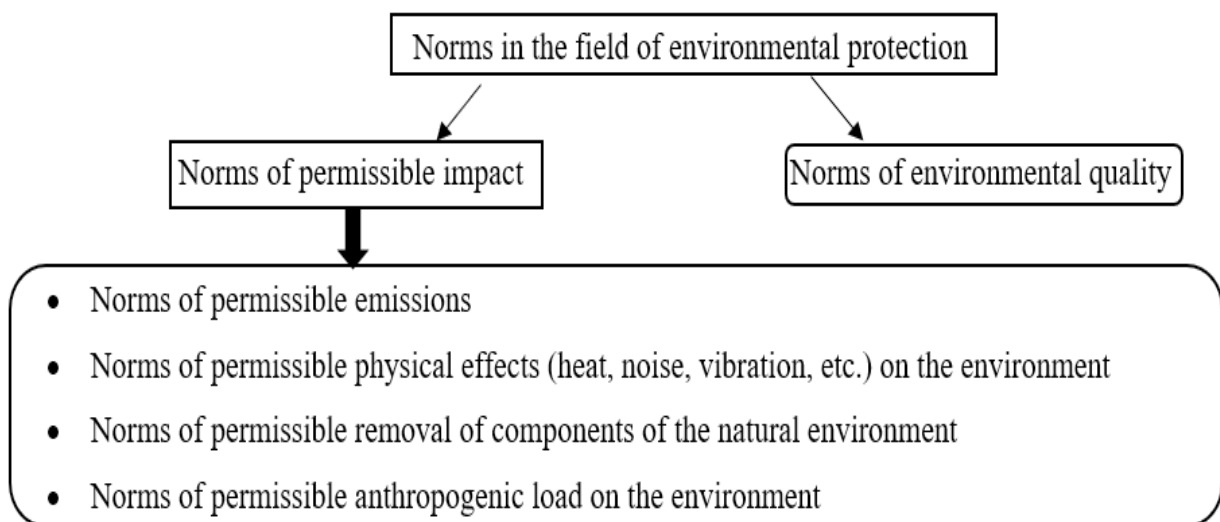 Norms in the field of environmental protection
Norms of permissible impact
Norms of environmental quality
• Norms of permissible emissions
• Norms of permissible physical effects (heat, noise, vibration, etc.) on the environment
• Norms of permissible removal of components of the natural environment
• Norms of permissible anthropogenic load on the environment